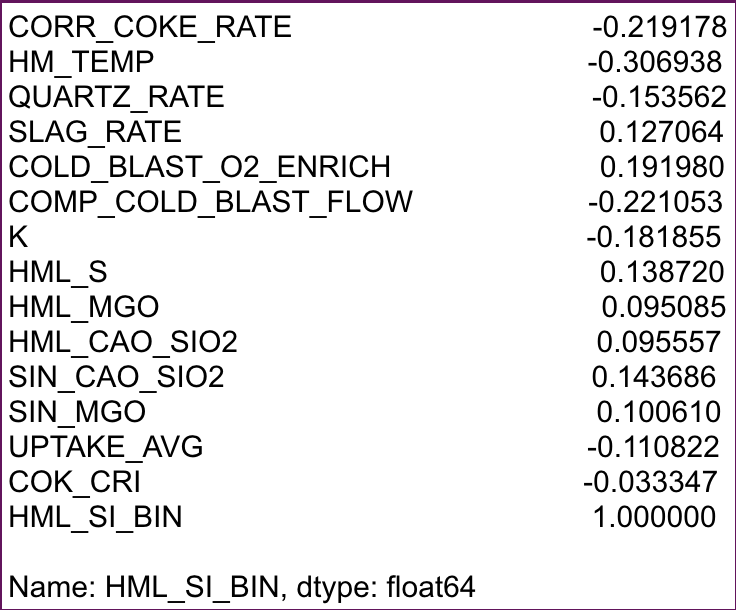 CORR_COKE_RATE -0.219178
HM_TEMP -0.306938
QUARTZ_RATE -0.153562
SLAG_RATE 0.127064
COLD_BLAST_O2_ENRICH 0.191980
COMP_COLD_BLAST_FLOW -0.221053
K -0.181855
HML_S 0.138720
HML_MGO 0.095085
HML_CAO_SIO2 0.095557
SIN_CAO_SIO2 0.143686
SIN_MGO 0.100610
UPTAKE_AVG -0.110822
COK_CRI -0.033347
HML_SI_BIN 1.000000
Name: HML_SI_BIN, dtype: float64